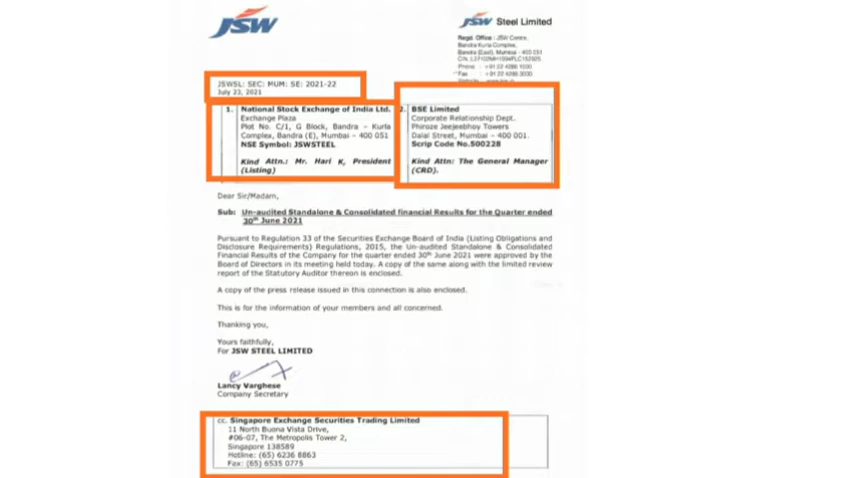 JSW
JSW Steel Limited
Regd. Office : JSW Centre,
Bandra Kurla Complex,
Bandra (East), Mumbai - 400 051
Phone : +91 22 4286 1000
Fax : +91 22 4286 3000
JSWSL: SEC: MUM: SE: 2021-22
July 23, 2021
1. National Stock Exchange of India Ltd.
Exchange Plaza
Plot No. C/1, G Block, Bandra – Kurla
Complex, Bandra (E), Mumbai – 400 051
NSE Symbol: JSWSTEEL
Kind Attn.: Mr. Hari K, President
(Listing)
2. BSE Limited
Corporate Relationship Dept.
Phiroze Jeejeebhoy Towers
Dalal Street, Mumbai – 400 001.
Scrip Code No.500228
Kind Attn: The General Manager
(CRD).
Dear Sir/Madam,
Sub: Un-audited Standalone & Consolidated financial Results for the Quarter ended
30th June 2021
Pursuant to Regulation 33 of the Securities Exchange Board of India (Listing Obligations and
Disclosure Requirements) Regulations, 2015, the Un-audited Standalone & Consolidated
Financial Results of the Company for the quarter ended 30th June 2021 were approved by the
Board of Directors in its meeting held today. A copy of the same along with the limited review
report of the Statutory Auditor thereon is enclosed.
A copy of the press release issued in this connection is also enclosed.
This is for the information of your members and all concerned.
Thanking you,
Yours faithfully,
For JSW STEEL LIMITED
Lancy Varghese
Company Secretary
cc. Singapore Exchange Securities Trading Limited
11 North Buona Vista Drive,
#06-07, The Metropolis Tower 2,
Singapore 138589
Hotline: (65) 6236 8863
Fax: (65) 6535 0775